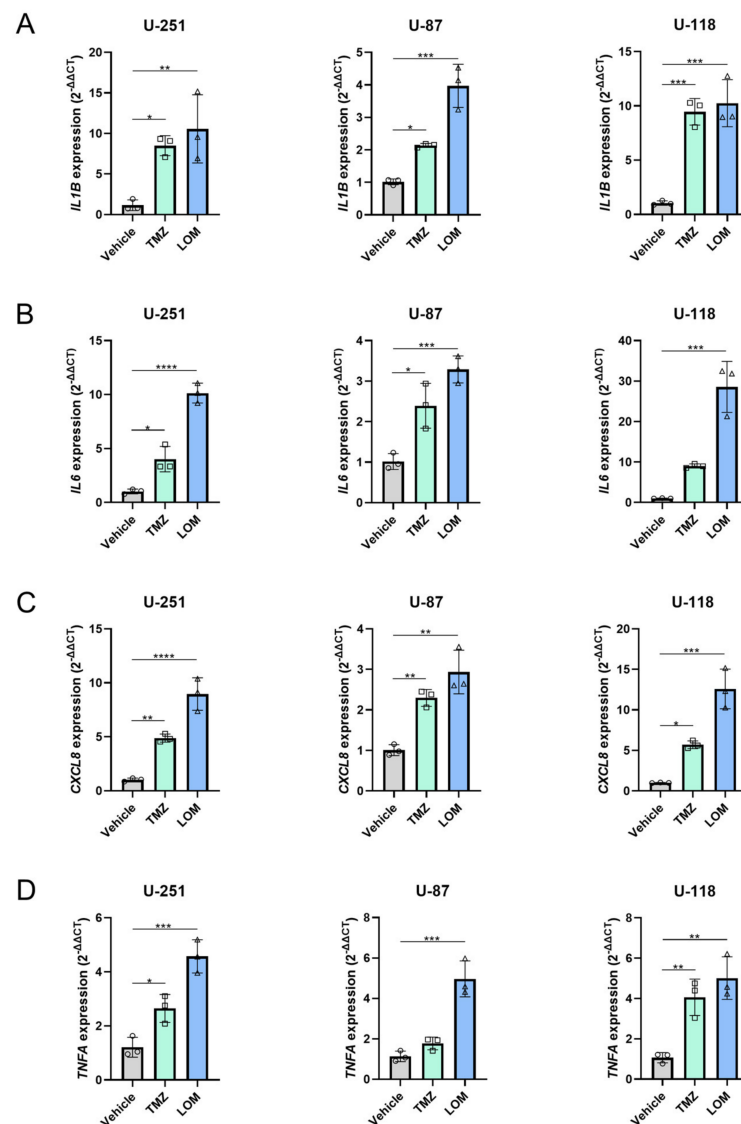 A
U-251
U-87
U-118
IL1B expression (2-ΔΔCT)
20
15
10
5
0
**
*
Vehicle
TMZ
LOM
IL1B expression (2-ΔΔCT)
5
4
3
2
1
0
***
*
Vehicle
TMZ
LOM
IL1B expression (2-ΔΔCT)
15
10
5
0
***
***
Vehicle
TMZ
LOM
B
U-251
U-87
U-118
IL6 expression (2-ΔΔCT)
15
10
5
0
****
*
Vehicle
TMZ
LOM
IL6 expression (2-ΔΔCT)
4
3
2
1
0
***
*
Vehicle
TMZ
LOM
IL6 expression (2-ΔΔCT)
40
30
20
10
0
***
Vehicle
TMZ
LOM
C
U-251
U-87
U-118
CXCL8 expression (2-ΔΔCT)
15
10
5
0
****
**
Vehicle
TMZ
LOM
CXCL8 expression (2-ΔΔCT)
4
3
2
1
0
**
**
Vehicle
TMZ
LOM
CXCL8 expression (2-ΔΔCT)
20
15
10
5
0
***
*
Vehicle
TMZ
LOM
D
U-251
U-87
U-118
TNFA expression (2-ΔΔCT)
6
4
2
0
***
*
Vehicle
TMZ
LOM
TNFA expression (2-ΔΔCT)
8
6
4
2
0
***
Vehicle
TMZ
LOM
TNFA expression (2-ΔΔCT)
8
6
4
2
0
**
**
Vehicle
TMZ
LOM